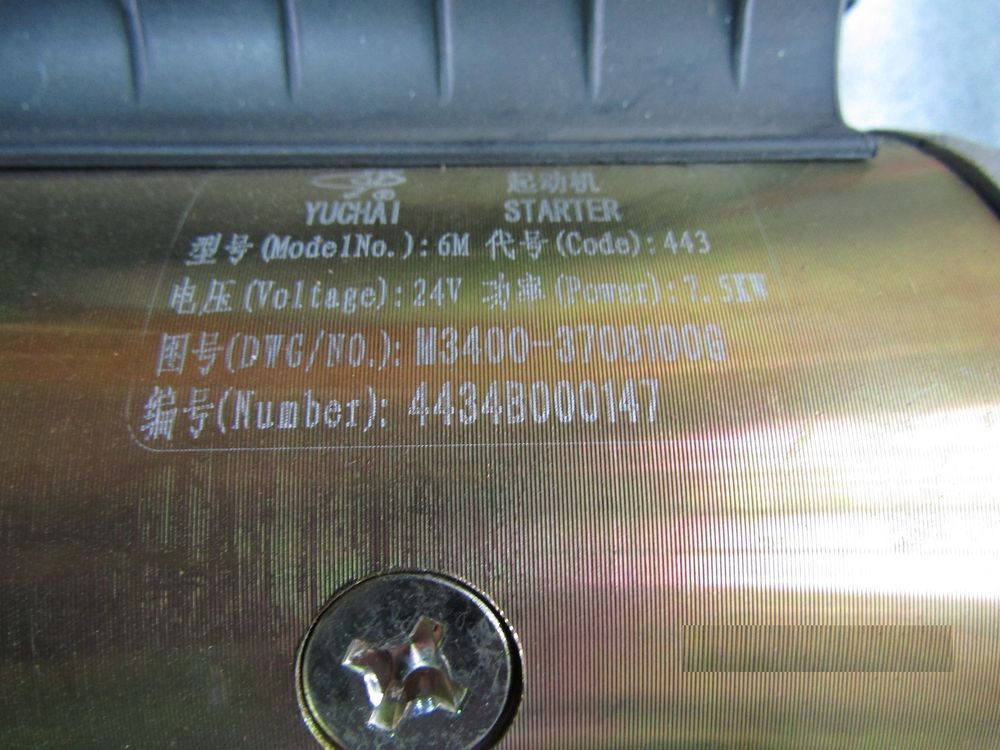 起动机
YUCHAI STARTER
型号(ModelNo.):6M 代号(Code):443
电压(Voltage):24V 功率(Power):7.5KW
图号(DWG/NO.):M3400-3708100G
编号(Number):4434B000147